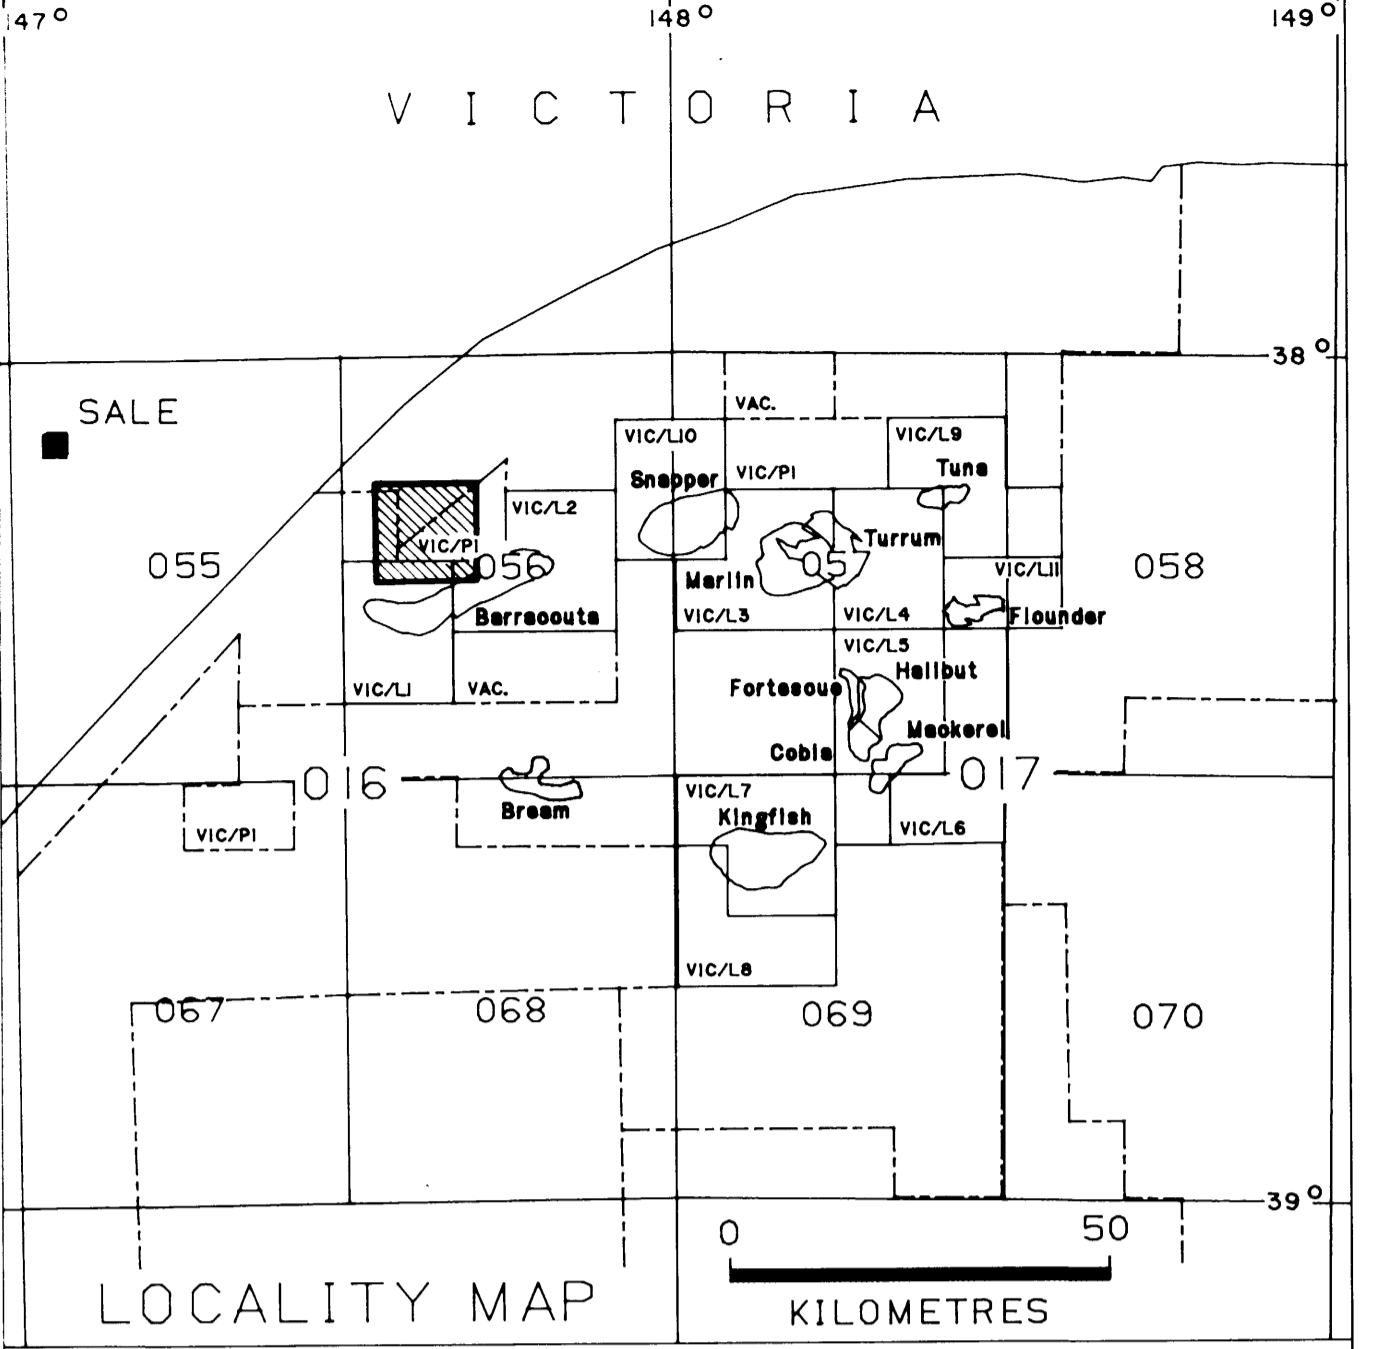 147°
148°
149°
VICTORIA
38°
SALE
VAC.
VIC/L10
VIC/L9
Snapper
VIC/P1
Tuna
VIC/L2
Turrum
VIC/P1
055
056
05
058
Marlin
VIC/L11
Barracouta
VIC/L3
VIC/L4
Flounder
VIC/L5
Halibut
VIC/L1
VAC.
Fortescue
Mackerel
Cobia
016
017
Bream
VIC/L7
Kingfish
VIC/P1
VIC/L6
VIC/L8
067
068
069
070
39°
0
50
LOCALITY MAP
KILOMETRES